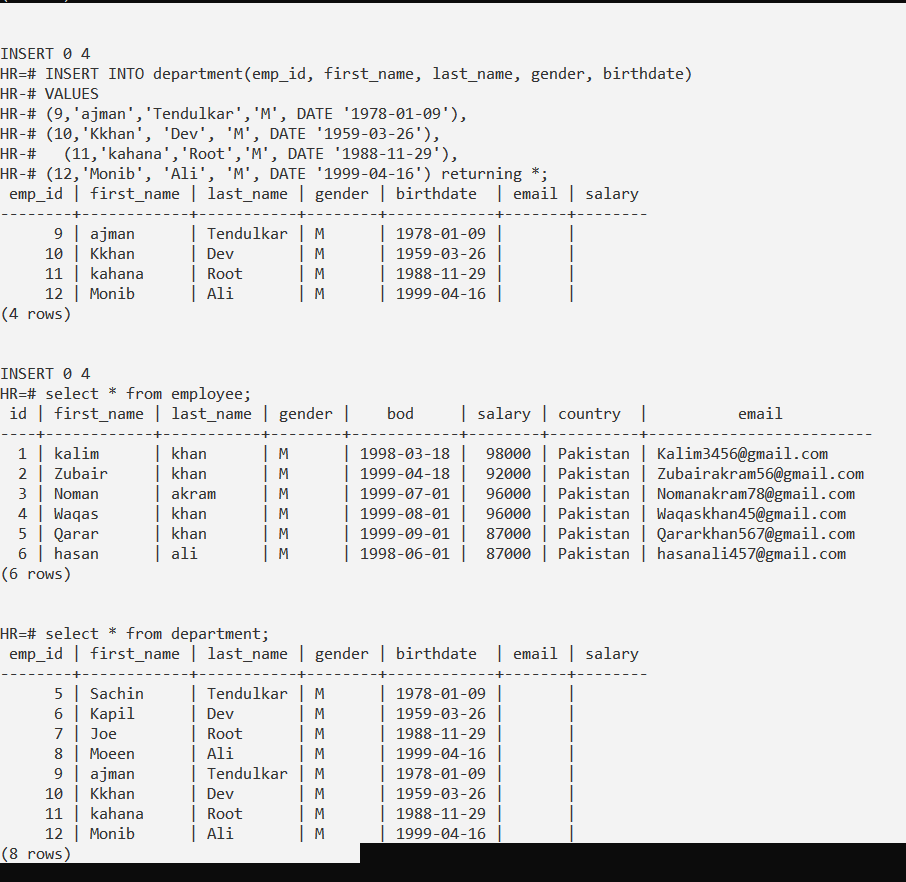 INSERT 0 4
HR=# INSERT INTO department(emp_id, first_name, last_name, gender, birthdate)
HR-# VALUES
HR-# (9,'ajman','Tendulkar','M', DATE '1978-01-09'),
HR-# (10,'Kkhan', 'Dev', 'M', DATE '1959-03-26'),
HR-#   (11,'kahana','Root','M', DATE '1988-11-29'),
HR-# (12,'Monib', 'Ali', 'M', DATE '1999-04-16') returning *;
 emp_id | first_name | last_name | gender | birthdate  | email | salary
--------+------------+-----------+--------+------------+-------+--------
      9 | ajman      | Tendulkar | M      | 1978-01-09 |       |
     10 | Kkhan      | Dev       | M      | 1959-03-26 |       |
     11 | kahana     | Root      | M      | 1988-11-29 |       |
     12 | Monib      | Ali       | M      | 1999-04-16 |       |
(4 rows)
INSERT 0 4
HR=# select * from employee;
 id | first_name | last_name | gender |    bod     | salary | country  |          email
----+------------+-----------+--------+------------+--------+----------+-------------------------
  1 | kalim      | khan      | M      | 1998-03-18 |  98000 | Pakistan | Kalim3456@gmail.com
  2 | Zubair     | khan      | M      | 1999-04-18 |  92000 | Pakistan | Zubairakram56@gmail.com
  3 | Noman      | akram     | M      | 1999-07-01 |  96000 | Pakistan | Nomanakram78@gmail.com
  4 | Waqas      | khan      | M      | 1999-08-01 |  96000 | Pakistan | Waqaskhan45@gmail.com
  5 | Qarar      | khan      | M      | 1999-09-01 |  87000 | Pakistan | Qararkhan567@gmail.com
  6 | hasan      | ali       | M      | 1998-06-01 |  87000 | Pakistan | hasanali457@gmail.com
(6 rows)
HR=# select * from department;
 emp_id | first_name | last_name | gender | birthdate  | email | salary
--------+------------+-----------+--------+------------+-------+--------
      5 | Sachin     | Tendulkar | M      | 1978-01-09 |       |
      6 | Kapil      | Dev       | M      | 1959-03-26 |       |
      7 | Joe        | Root      | M      | 1988-11-29 |       |
      8 | Moeen      | Ali       | M      | 1999-04-16 |       |
      9 | ajman      | Tendulkar | M      | 1978-01-09 |       |
     10 | Kkhan      | Dev       | M      | 1959-03-26 |       |
     11 | kahana     | Root      | M      | 1988-11-29 |       |
     12 | Monib      | Ali       | M      | 1999-04-16 |       |
(8 rows)